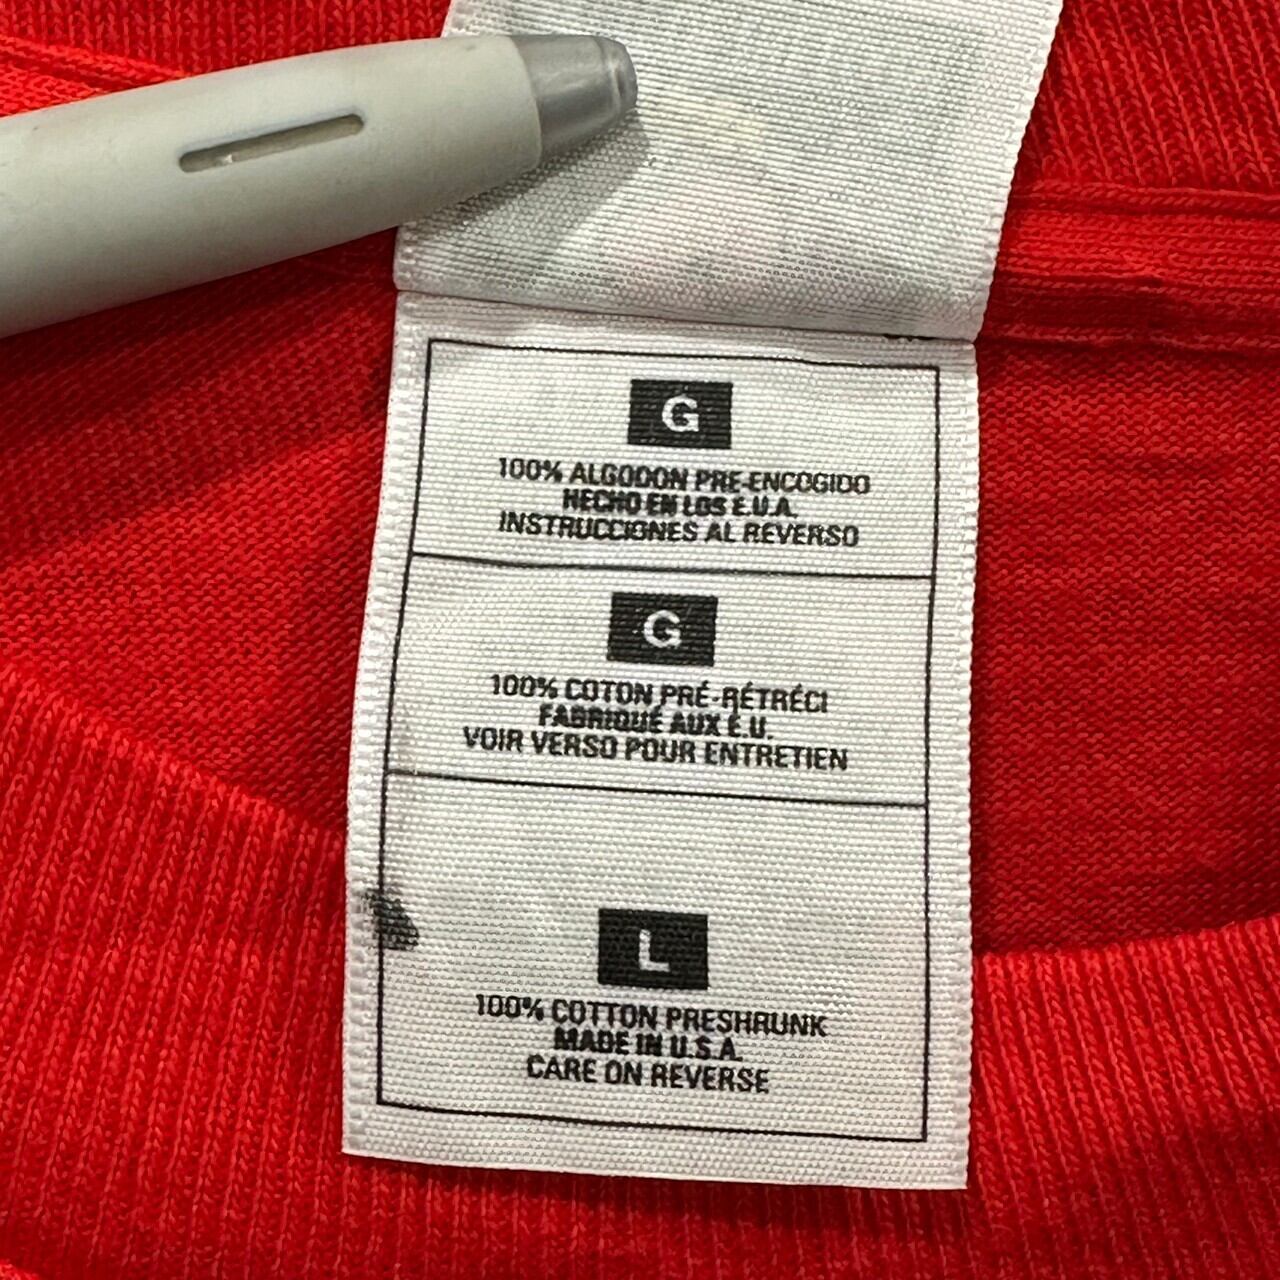 G
100% ALGODON PRE-ENCOGIDO
HECHO EN LOS E.U.A.
INSTRUCCIONES AL REVERSO
G
100% COTON PRÉ-RÉTRÉCI
FABRIQUÉ AUX É.U.
VOIR VERSO POUR ENTRETIEN
L
100% COTTON PRESHRUNK
MADE IN U.S.A.
CARE ON REVERSE